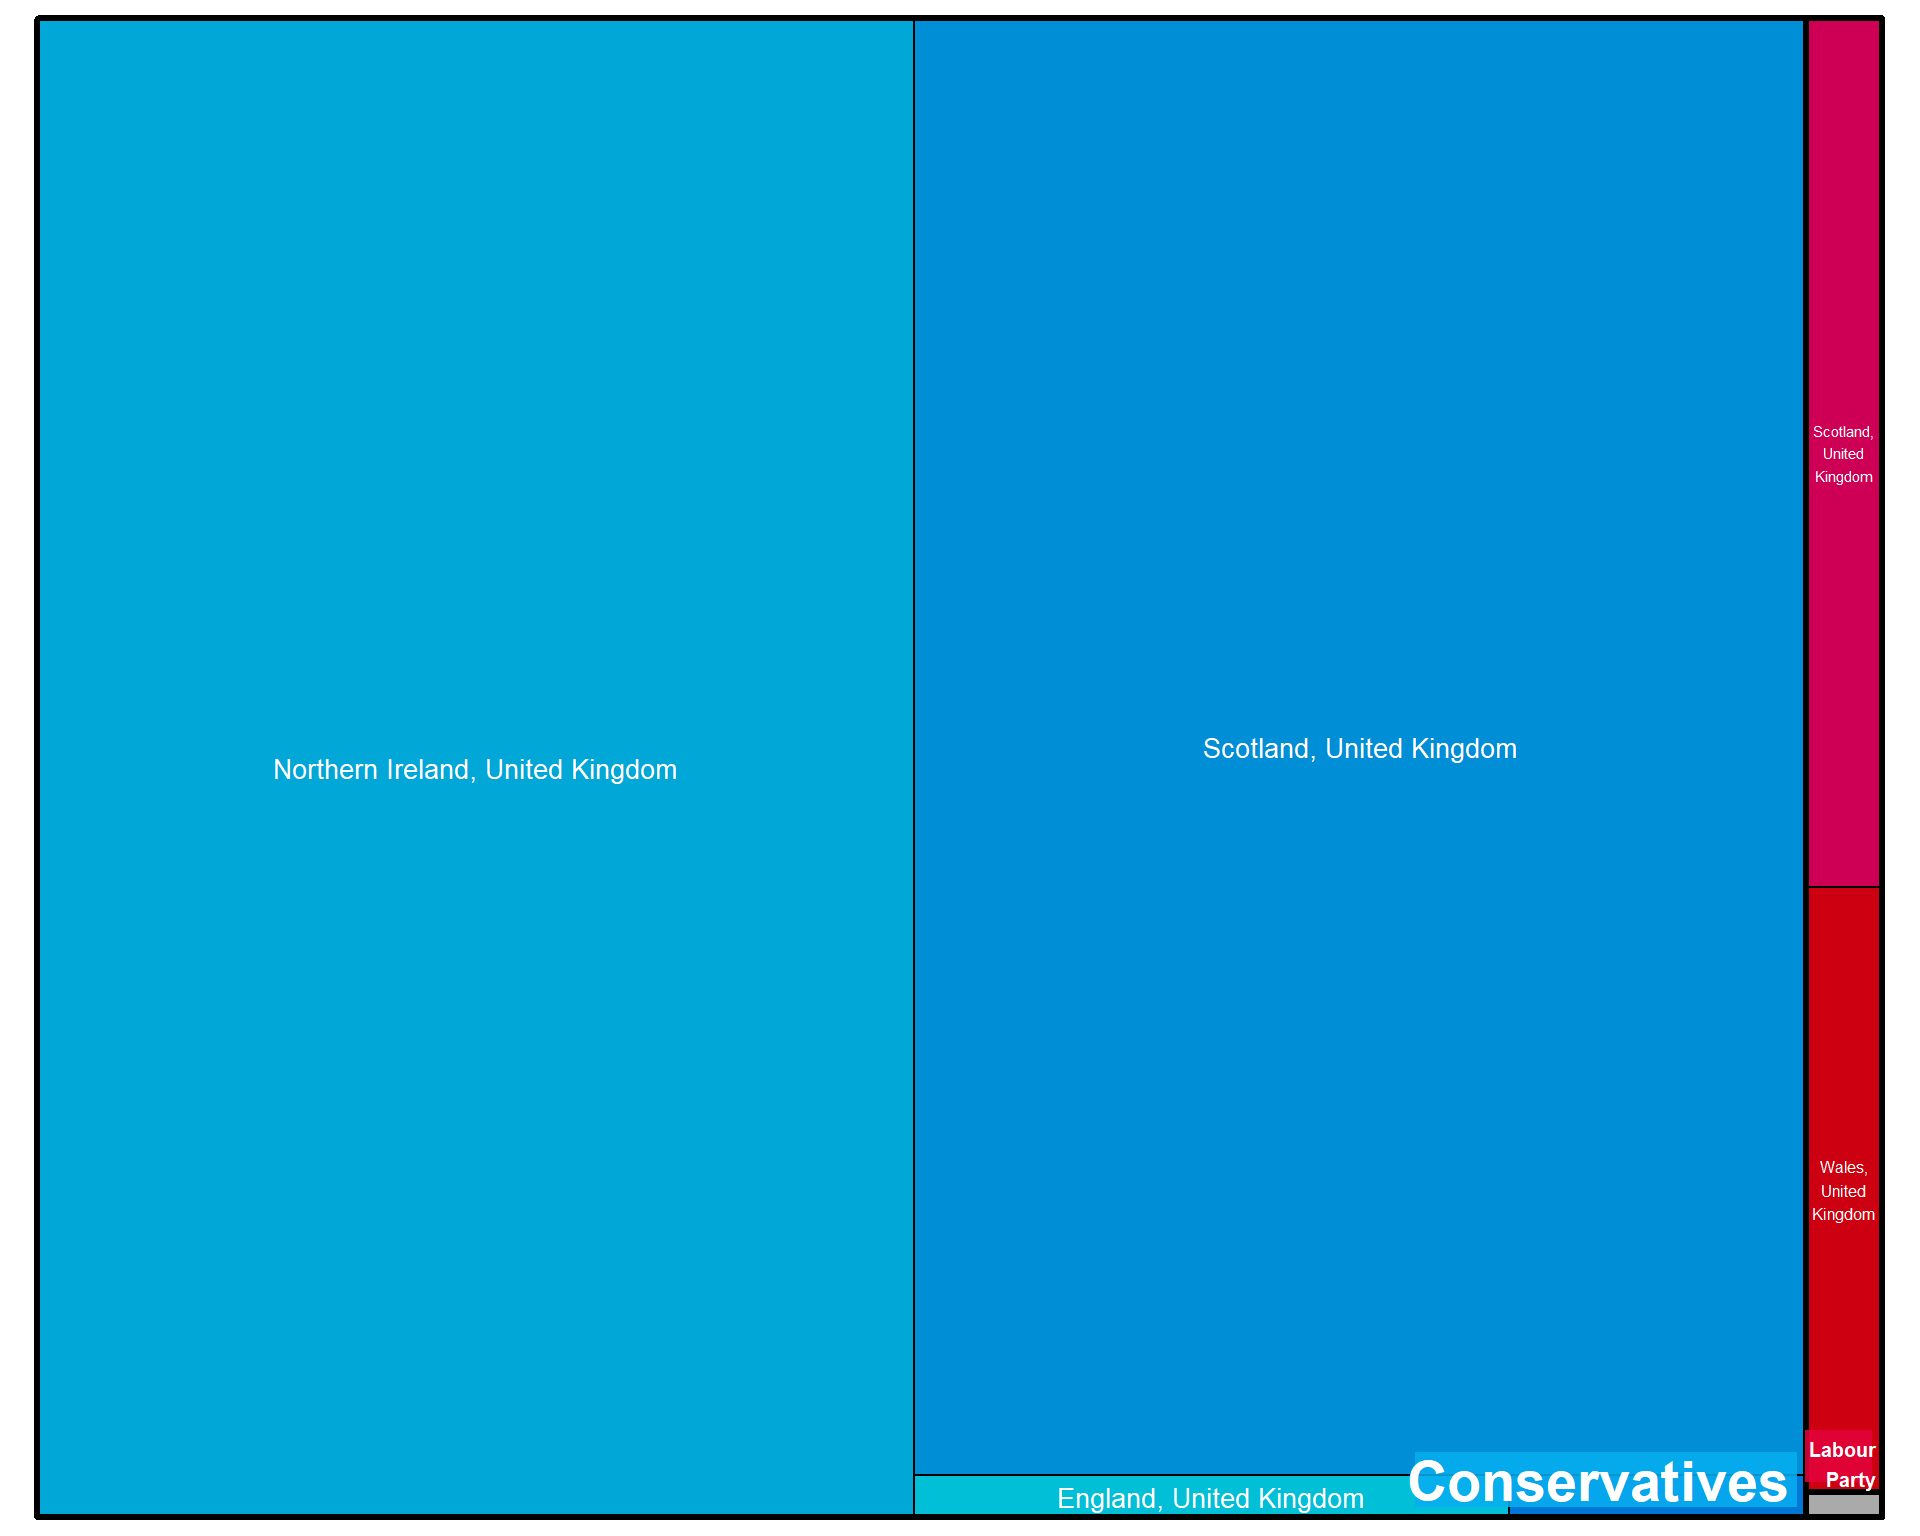 Northern Ireland, United Kingdom
Scotland, United Kingdom
England, United Kingdom
Conservatives
Scotland,
United
Kingdom
Wales,
United
Kingdom
Labour
Party